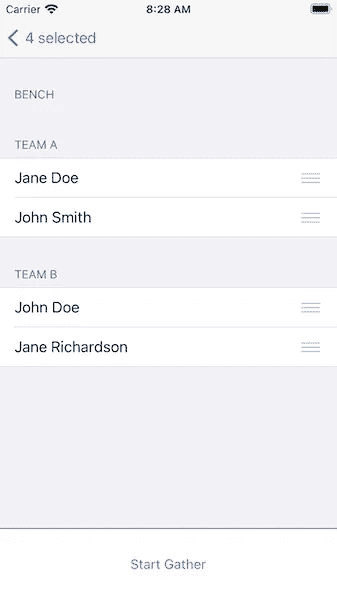 Carrier 8:28 AM
4 selected
BENCH
TEAM A
Jane Doe
John Smith
TEAM B
John Doe
Jane Richardson
Start Gather